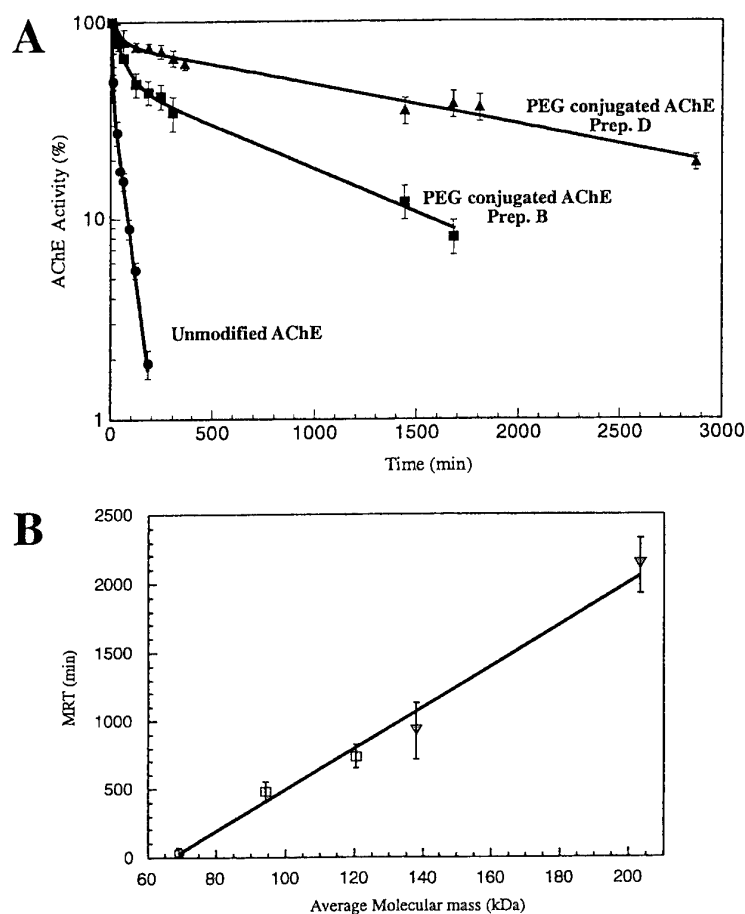 A
AChE Activity (%)
100
10
1
PEG conjugated AChE
Prep. D
PEG conjugated AChE
Prep. B
Unmodified AChE
0
500
1000
1500
2000
2500
3000
Time (min)
B
MRT (min)
2500
2000
1500
1000
500
0
60
80
100
120
140
160
180
200
Average Molecular mass (kDa)